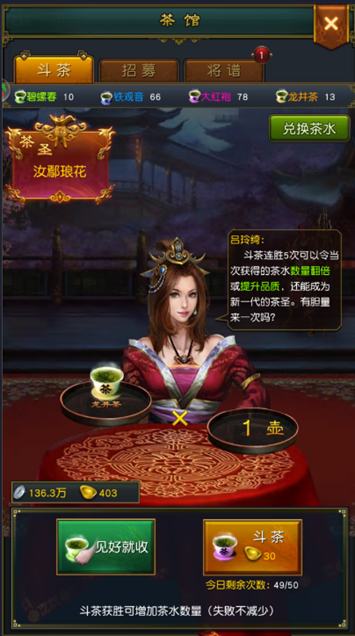 茶馆
斗茶 招募 将谱 1
碧螺春 10 铁观音 66 大红袍 78 龙井茶 13
兑换茶水
茶圣
汝鄢琅花
吕玲绮：
斗茶连胜5次可以令当
次获得的茶水数量翻倍
或提升品质，还能成为
新一代的茶圣。有胆量
来一次吗？
茶
龙井茶
1 壶
136.3万 403
见好就收
茶 斗茶
30
今日剩余次数：49/50
斗茶获胜可增加茶水数量（失败不减少）